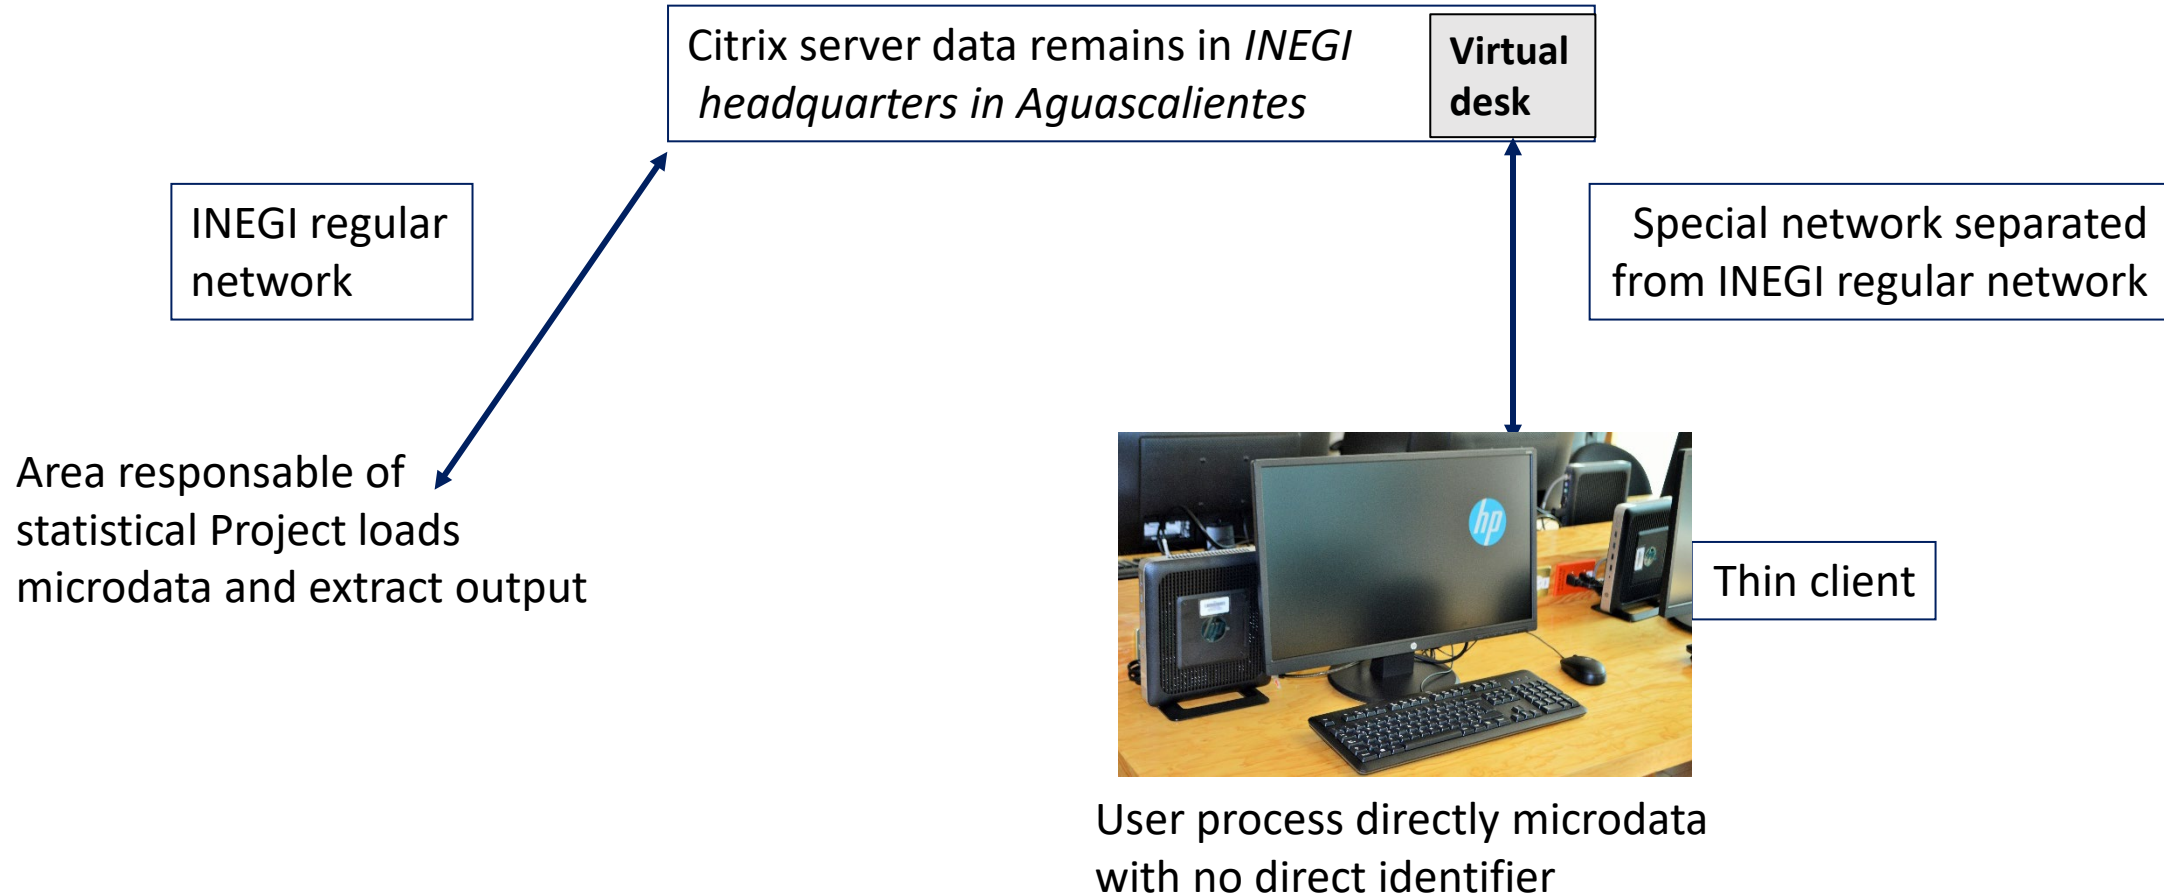 Citrix server data remains in INEGI
headquarters in Aguascalientes
Virtual
desk
INEGI regular
network
Special network separated
from INEGI regular network
Area responsable of
statistical Project loads
microdata and extract output
hp
Thin client
User process directly microdata
with no direct identifier